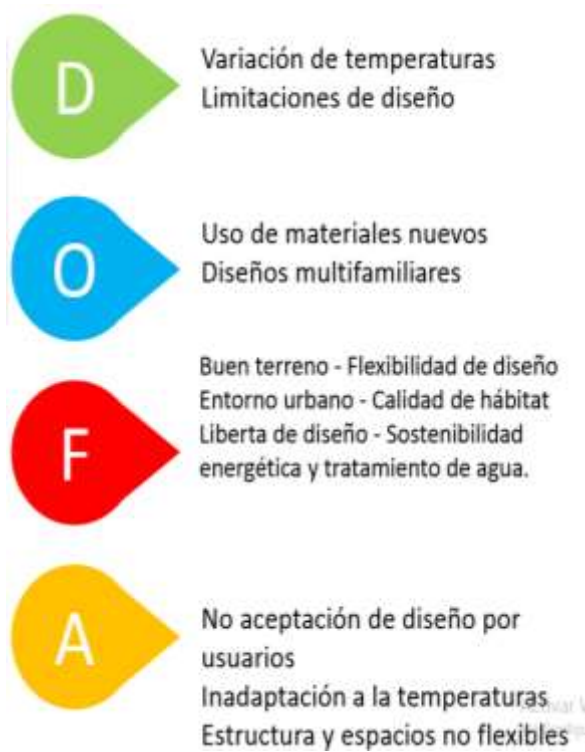 D
Variación de temperaturas
Limitaciones de diseño
O
Uso de materiales nuevos
Diseños multifamiliares
F
Buen terreno - Flexibilidad de diseño
Entorno urbano - Calidad de hábitat
Liberta de diseño - Sostenibilidad
energética y tratamiento de agua.
A
No aceptación de diseño por
usuarios
Inadaptación a la temperaturas
Estructura y espacios no flexibles